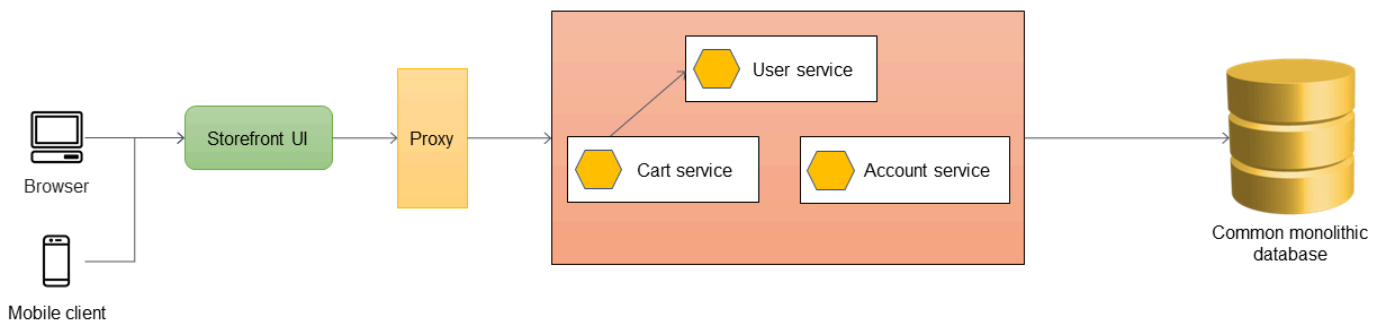 User service
Storefront UI
Proxy
Browser
Cart service
Account service
Common monolithic
database
Mobile client